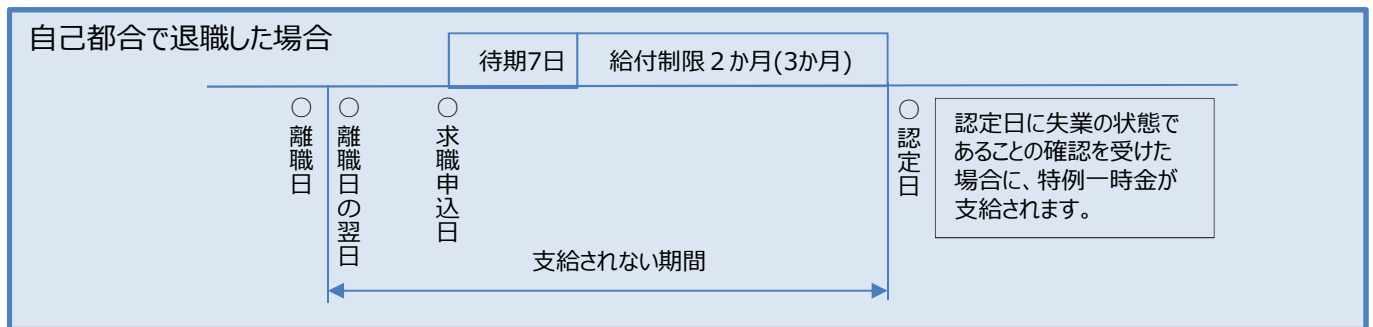 自己都合で退職した場合
待期7日
給付制限２か月(3か月)
○離職日
○離職日の翌日
○求職申込日
○認定日
認定日に失業の状態で
あることの確認を受けた
場合に、特例一時金が
支給されます。
支給されない期間